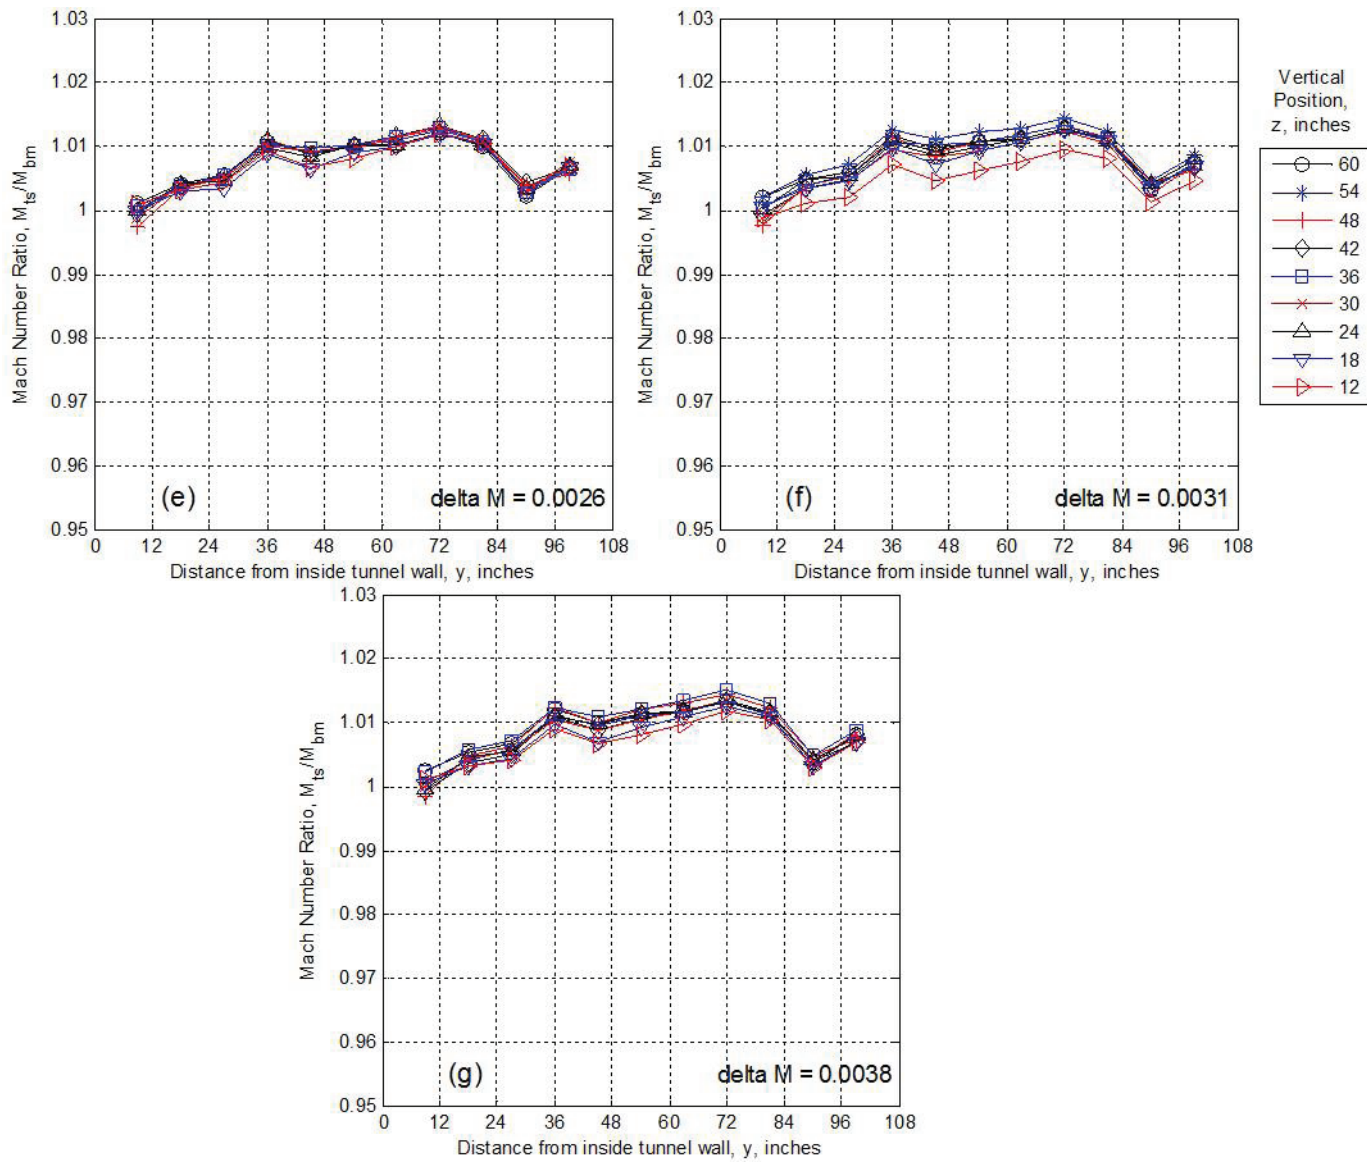 1.03
1.02
1.01
1
0.99
0.98
0.97
0.96
0.95
Mach Number Ratio, M_ts/M_bm
(e)
delta M = 0.0026
0 12 24 36 48 60 72 84 96 108
Distance from inside tunnel wall, y, inches
1.03
1.02
1.01
1
0.99
0.98
0.97
0.96
0.95
Mach Number Ratio, M_ts/M_bm
(f)
delta M = 0.0031
0 12 24 36 48 60 72 84 96 108
Distance from inside tunnel wall, y, inches
Vertical
Position,
z, inches
60
54
48
42
36
30
24
18
12
1.03
1.02
1.01
1
0.99
0.98
0.97
0.96
0.95
Mach Number Ratio, M_ts/M_bm
(g)
delta M = 0.0038
0 12 24 36 48 60 72 84 96 108
Distance from inside tunnel wall, y, inches